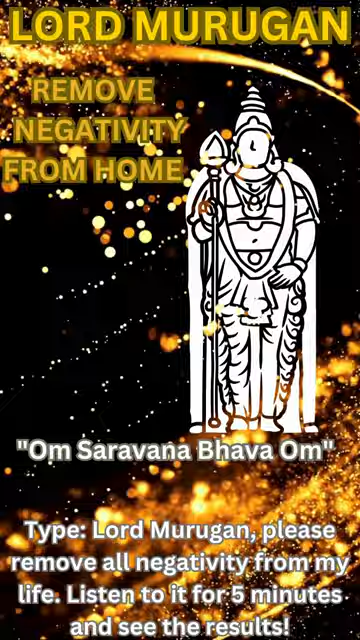 LORD MURUGAN
REMOVE
NEGATIVITY
FROM HOME
"Om Saravana Bhava Om"
Type: Lord Murugan, please
remove all negativity from my
life. Listen to it for 5 minutes
and see the results!